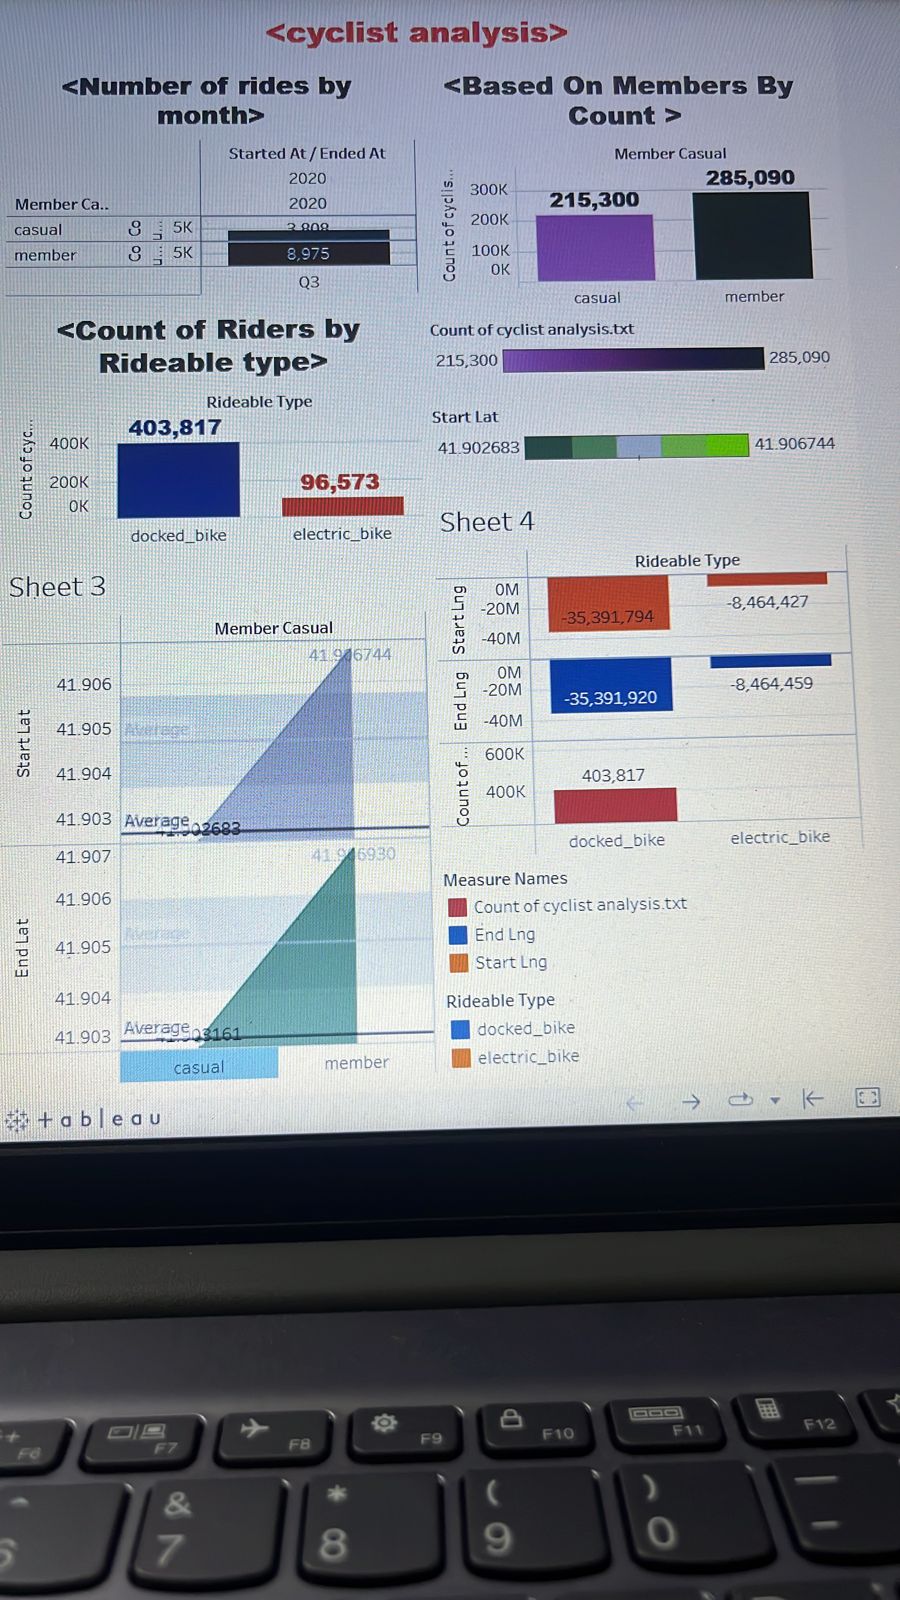 <cyclist analysis>
<Number of rides by
month>
Started At / Ended At
2020
Member Ca..
2020
casual
5K
3,808
member
5K
8,975
Q3
<Based On Members By
Count >
Member Casual
Count of cyclis...
300K
200K
100K
0K
215,300
285,090
casual
member
Count of cyclist analysis.txt
215,300
285,090
Start Lat
41.902683
41.906744
<Count of Riders by
Rideable type>
Rideable Type
Count of cyc...
400K
200K
0K
403,817
96,573
docked_bike
electric_bike
Sheet 3
Member Casual
Start Lat
41.906
41.905
41.904
41.903
41.906744
Average
Average
41.902683
End Lat
41.907
41.906
41.905
41.904
41.903
41.906930
Average
Average
41.903161
casual
member
Sheet 4
Rideable Type
Start Lng
0M
-20M
-40M
-35,391,794
-8,464,427
End Lng
0M
-20M
-40M
-35,391,920
-8,464,459
Count of ...
600K
400K
403,817
docked_bike
electric_bike
Measure Names
Count of cyclist analysis.txt
End Lng
Start Lng
Rideable Type
docked_bike
electric_bike
+ a b l e a u
F6
F7
F8
F9
F10
F11
F12
6
&
7
*
8
(
9
)
0